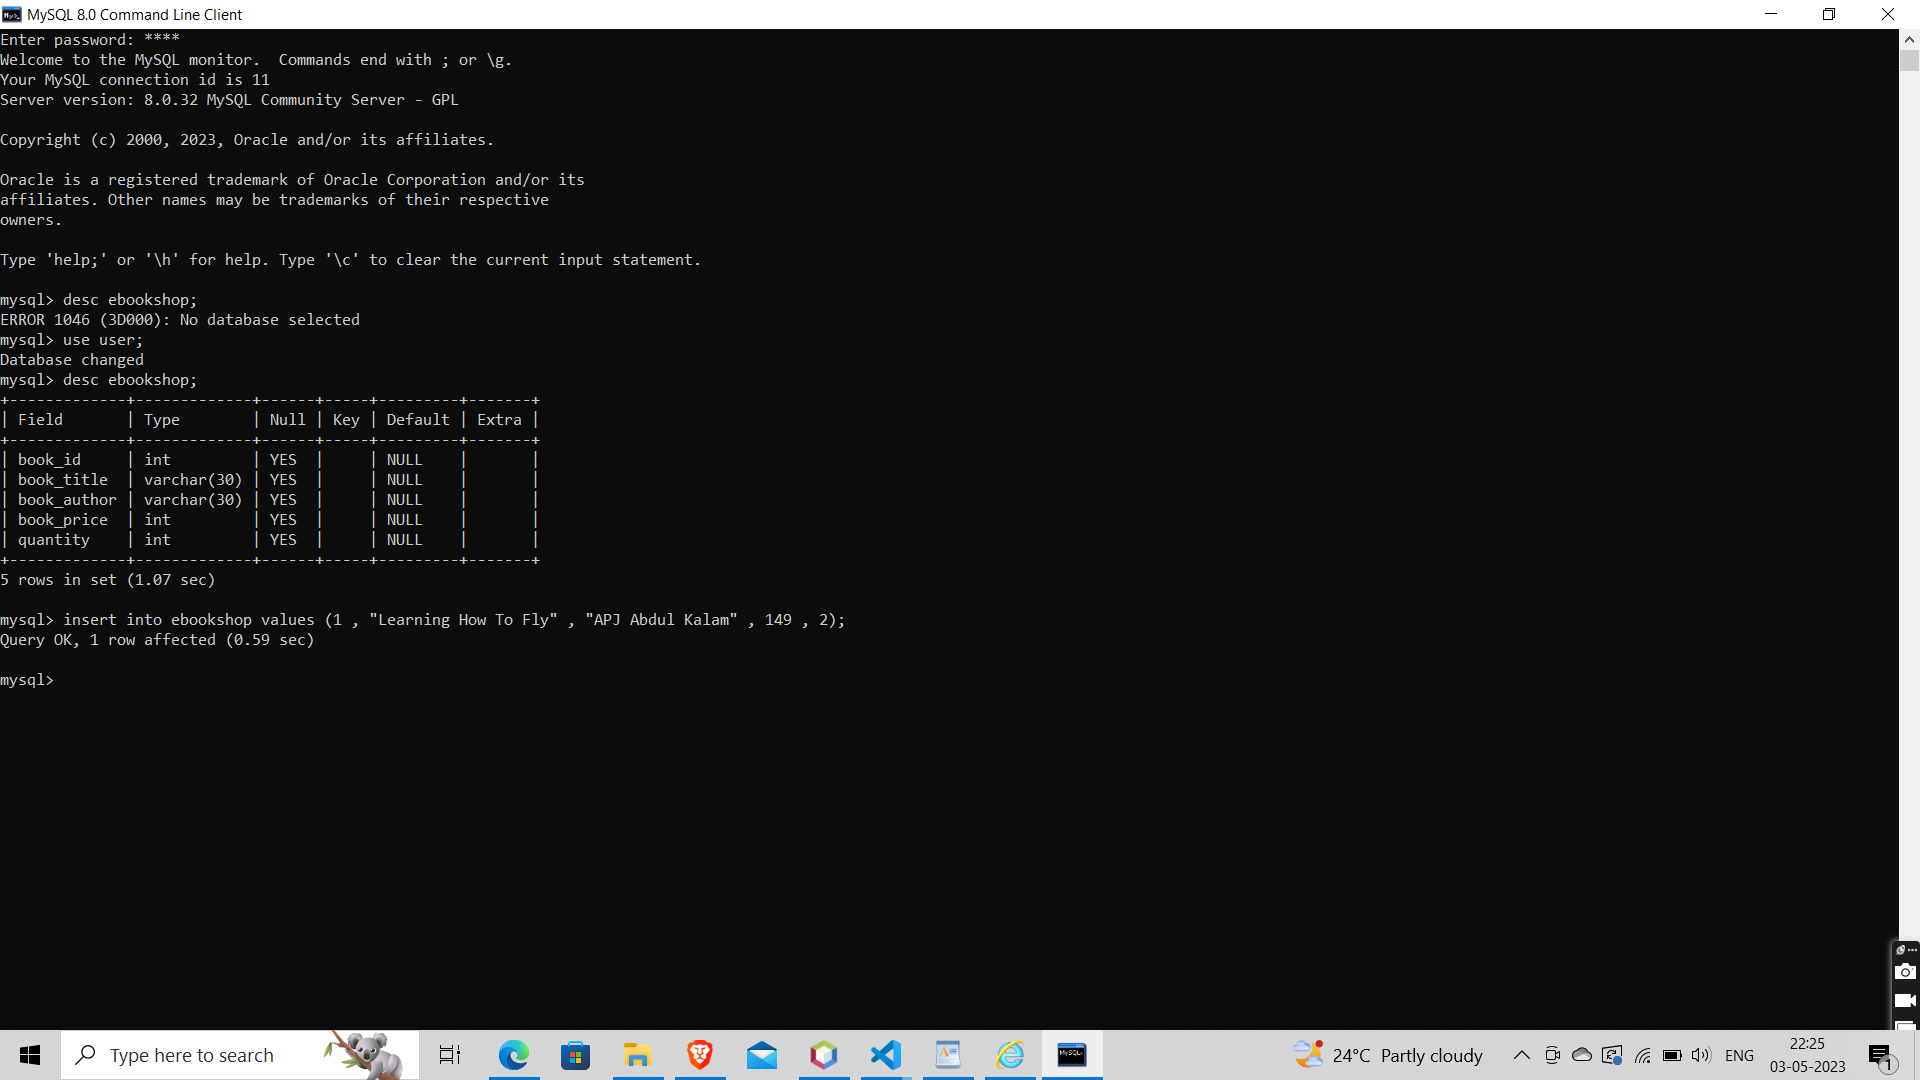 MySQL 8.0 Command Line Client
Enter password: ****
Welcome to the MySQL monitor.  Commands end with ; or \g.
Your MySQL connection id is 11
Server version: 8.0.32 MySQL Community Server - GPL
Copyright (c) 2000, 2023, Oracle and/or its affiliates.
Oracle is a registered trademark of Oracle Corporation and/or its
affiliates. Other names may be trademarks of their respective
owners.
Type 'help;' or '\h' for help. Type '\c' to clear the current input statement.
mysql> desc ebookshop;
ERROR 1046 (3D000): No database selected
mysql> use user;
Database changed
mysql> desc ebookshop;
+-------------+-------------+------+-----+---------+-------+
| Field       | Type        | Null | Key | Default | Extra |
+-------------+-------------+------+-----+---------+-------+
| book_id     | int         | YES  |     | NULL    |       |
| book_title  | varchar(30) | YES  |     | NULL    |       |
| book_author | varchar(30) | YES  |     | NULL    |       |
| book_price  | int         | YES  |     | NULL    |       |
| quantity    | int         | YES  |     | NULL    |       |
+-------------+-------------+------+-----+---------+-------+
5 rows in set (1.07 sec)
mysql> insert into ebookshop values (1 , "Learning How To Fly" , "APJ Abdul Kalam" , 149 , 2);
Query OK, 1 row affected (0.59 sec)
mysql>
Type here to search
MySQL
24°C Partly cloudy
ENG
22:25
03-05-2023
1